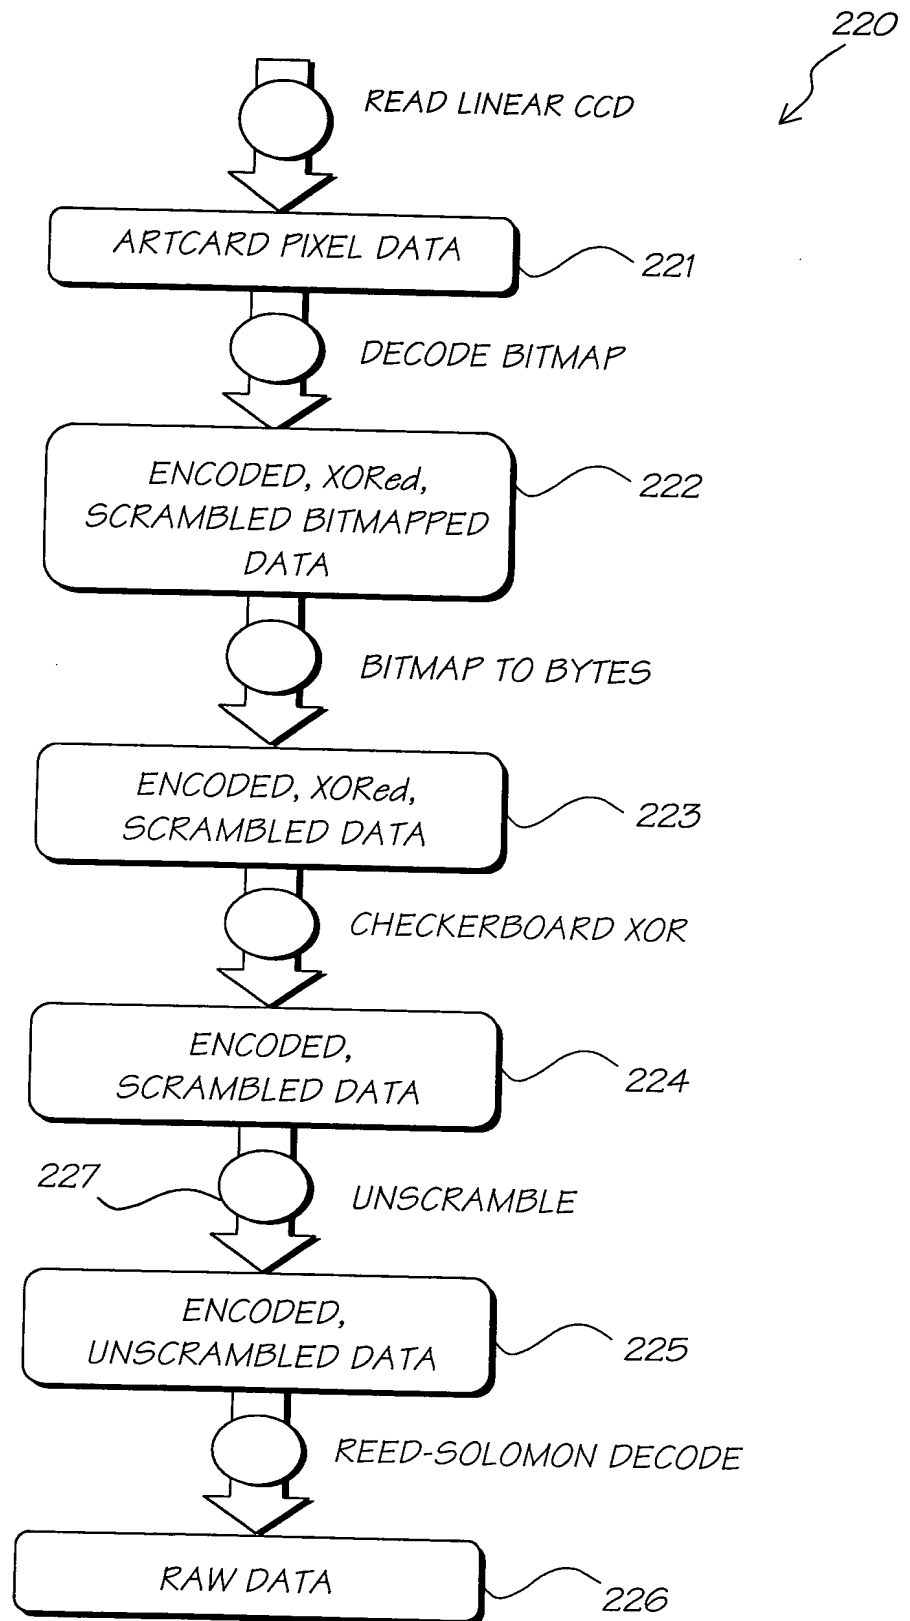 220
READ LINEAR CCD
ARTCARD PIXEL DATA
221
DECODE BITMAP
ENCODED, XORed,
SCRAMBLED BITMAPPED
DATA
222
BITMAP TO BYTES
ENCODED, XORed,
SCRAMBLED DATA
223
CHECKERBOARD XOR
ENCODED,
SCRAMBLED DATA
224
227
UNSCRAMBLE
ENCODED,
UNSCRAMBLED DATA
225
REED-SOLOMON DECODE
RAW DATA
226